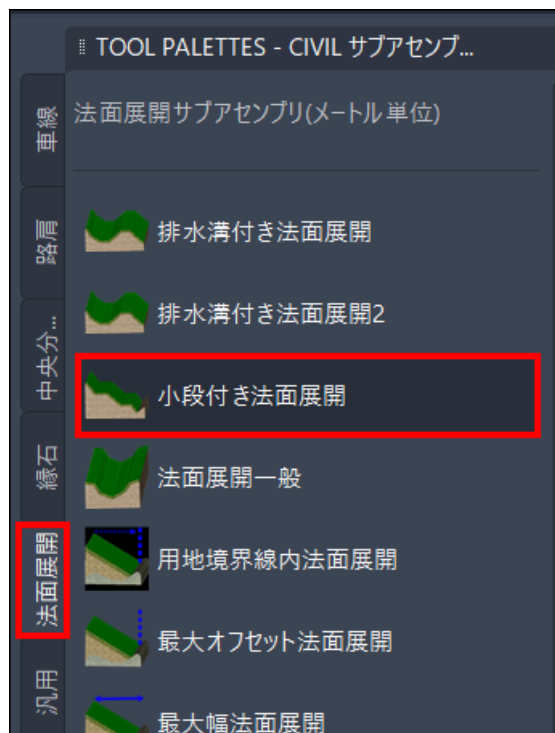 TOOL PALETTES - CIVIL サブアセンブ...
法面展開サブアセンブリ(メートル単位)
車線
路肩
中央分...
縁石
法面展開
汎用
排水溝付き法面展開
排水溝付き法面展開2
小段付き法面展開
法面展開一般
用地境界線内法面展開
最大オフセット法面展開
最大幅法面展開